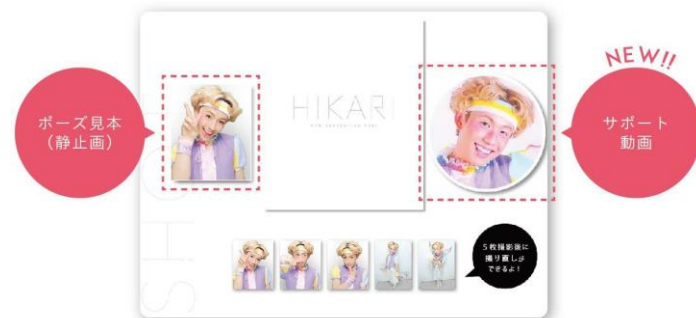 NEW!!
ポーズ見本
(静止画)
HIKARI
サポート
動画
SHO
5枚撮影後に
撮り直しが
できるよ!